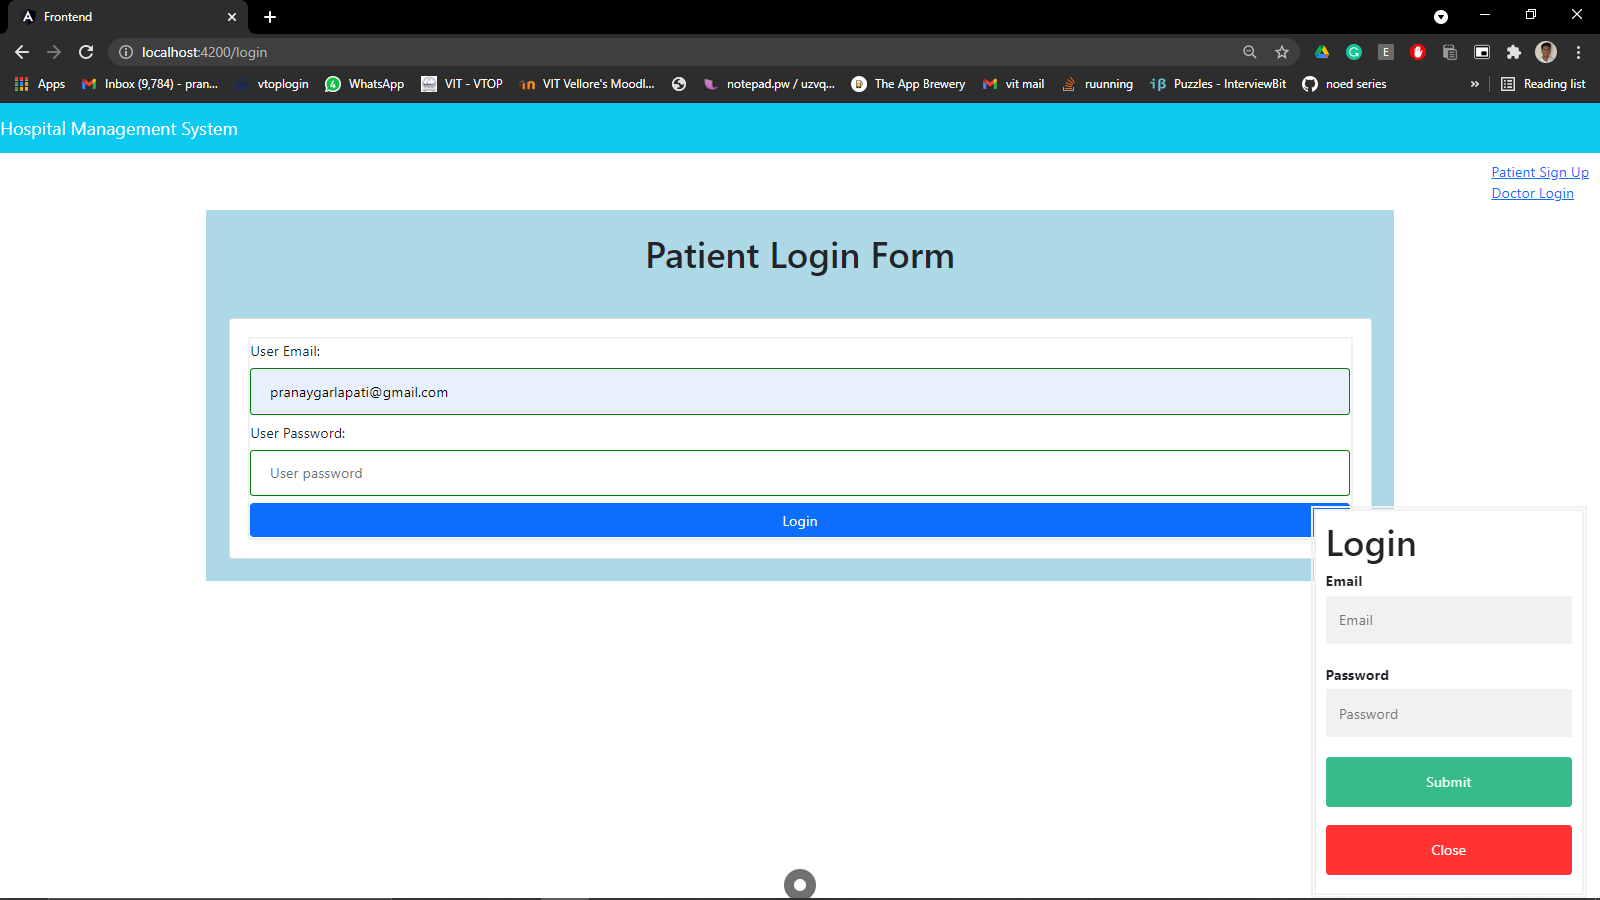 Frontend
localhost:4200/login
E
Apps
Inbox (9,784) - pran...
vtoplogin
4
WhatsApp
VIT - VTOP
VIT Vellore's Moodl...
notepad.pw / uzvq...
The App Brewery
vit mail
ruunning
iβ
Puzzles - InterviewBit
noed series
»
Reading list
Hospital Management System
Patient Sign Up
Doctor Login
Patient Login Form
User Email:
pranaygarlapati@gmail.com
User Password:
User password
Login
Login
Email
Email
Password
Password
Submit
Close